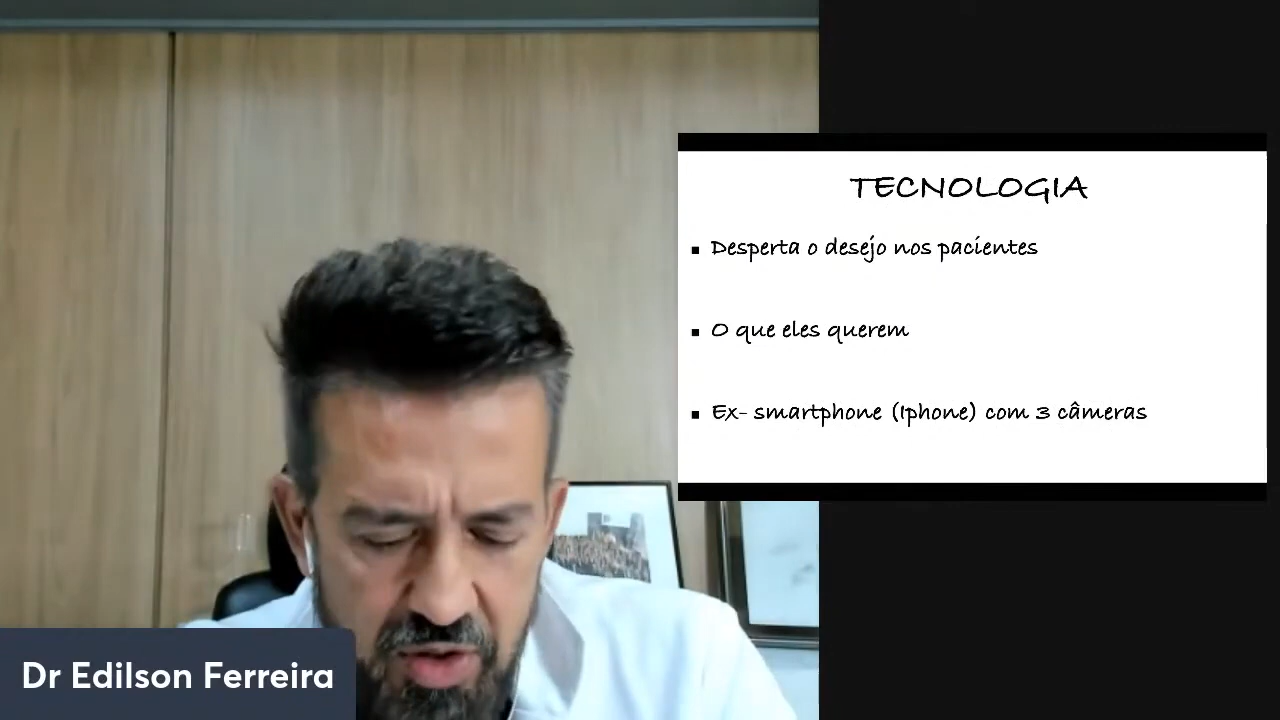 TECNOLOGIA
▪ Desperta o desejo nos pacientes
▪ O que eles querem
▪ Ex- smartphone (Iphone) com 3 câmeras
Dr Edilson Ferreira